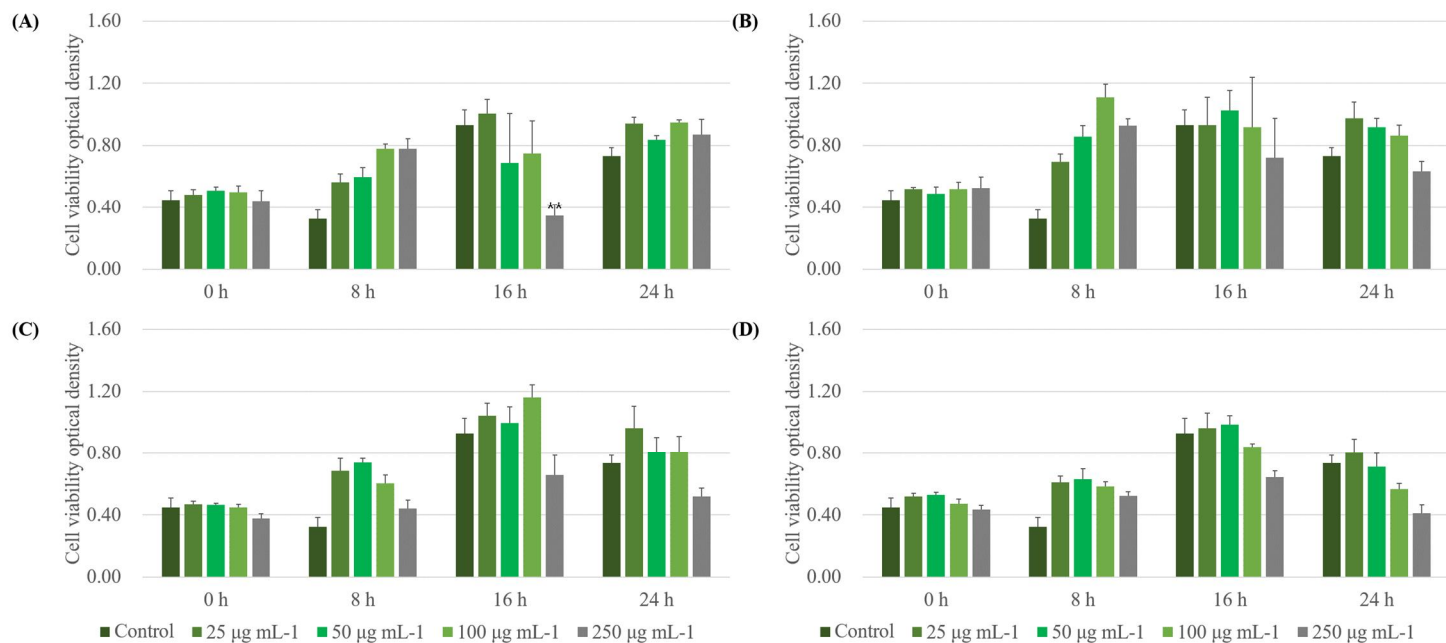 (A)
Cell viability optical density
1.60
1.20
0.80
0.40
0.00
**
0 h 8 h 16 h 24 h
(B)
Cell viability optical density
1.60
1.20
0.80
0.40
0.00
0 h 8 h 16 h 24 h
(C)
Cell viability optical density
1.60
1.20
0.80
0.40
0.00
0 h 8 h 16 h 24 h
Control 25 µg mL-1 50 µg mL-1 100 µg mL-1 250 µg mL-1
(D)
Cell viability optical density
1.60
1.20
0.80
0.40
0.00
0 h 8 h 16 h 24 h
Control 25 µg mL-1 50 µg mL-1 100 µg mL-1 250 µg mL-1